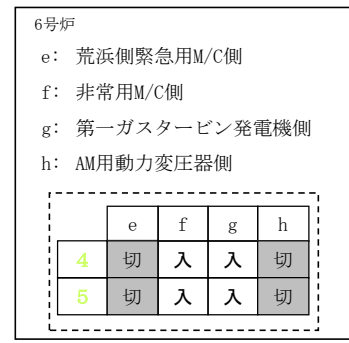 6号炉
e: 荒浜側緊急用M/C側
f: 非常用M/C側
g: 第一ガスタービン発電機側
h: AM用動力変圧器側
e f g h
4 切 入 入 切
5 切 入 入 切